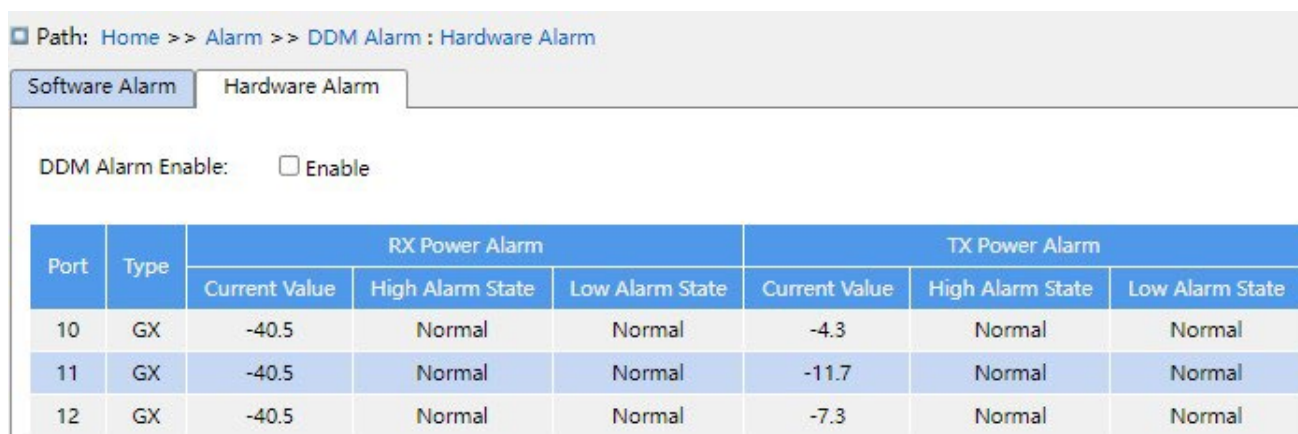 Path: Home >> Alarm >> DDM Alarm : Hardware Alarm
Software Alarm Hardware Alarm
DDM Alarm Enable: Enable
Port Type RX Power Alarm TX Power Alarm
Current Value High Alarm State Low Alarm State Current Value High Alarm State Low Alarm State
10 GX -40.5 Normal Normal -4.3 Normal Normal
11 GX -40.5 Normal Normal -11.7 Normal Normal
12 GX -40.5 Normal Normal -7.3 Normal Normal